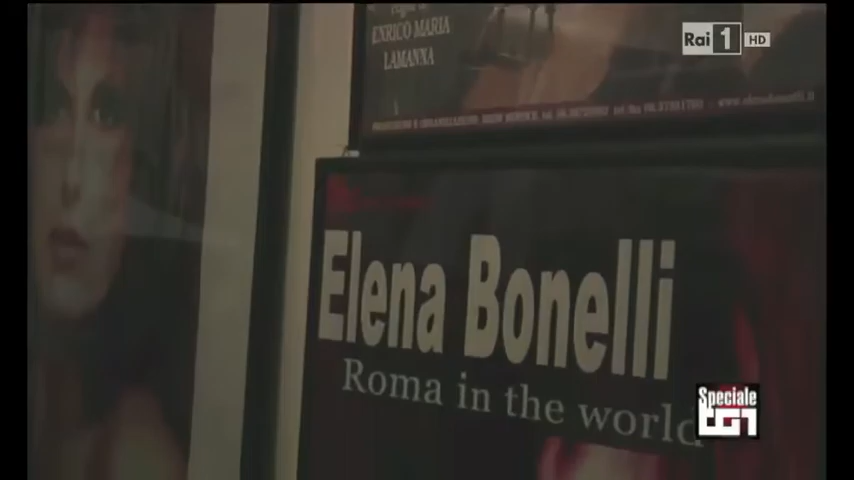 ENRICO MARIA
LAMANNA
Rai 1 HD
Elena Bonelli
Roma in the world
Speciale
TG1